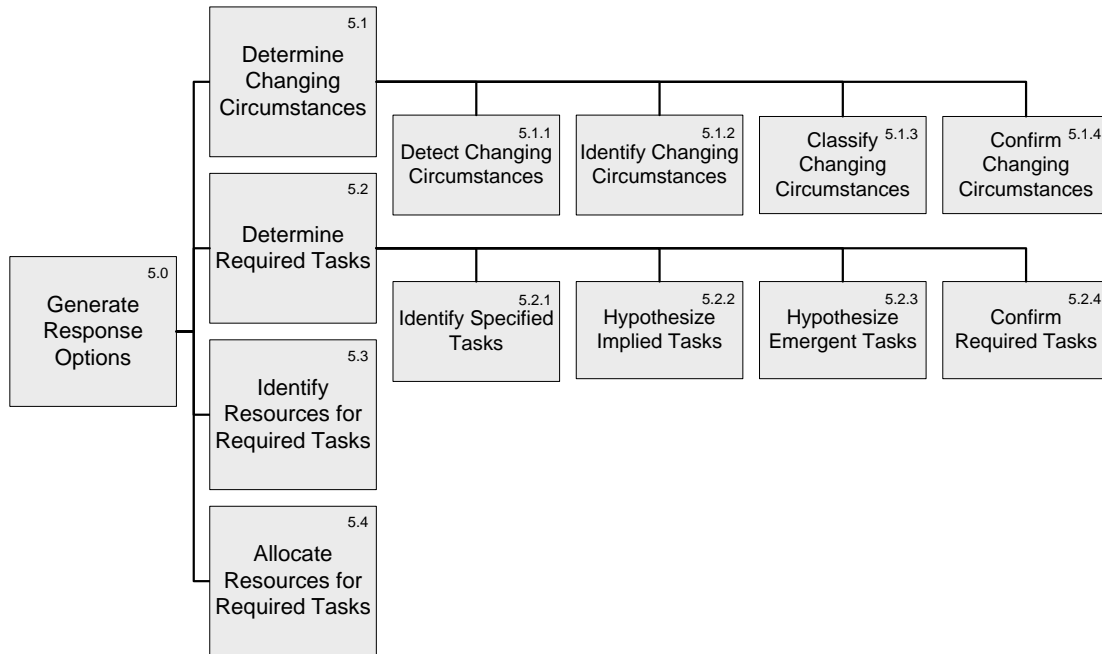 5.0
Generate
Response
Options
5.1
Determine
Changing
Circumstances
5.1.1
Detect Changing
Circumstances
5.1.2
Identify Changing
Circumstances
5.1.3
Classify
Changing
Circumstances
5.1.4
Confirm
Changing
Circumstances
5.2
Determine
Required Tasks
5.2.1
Identify Specified
Tasks
5.2.2
Hypothesize
Implied Tasks
5.2.3
Hypothesize
Emergent Tasks
5.2.4
Confirm
Required Tasks
5.3
Identify
Resources for
Required Tasks
5.4
Allocate
Resources for
Required Tasks